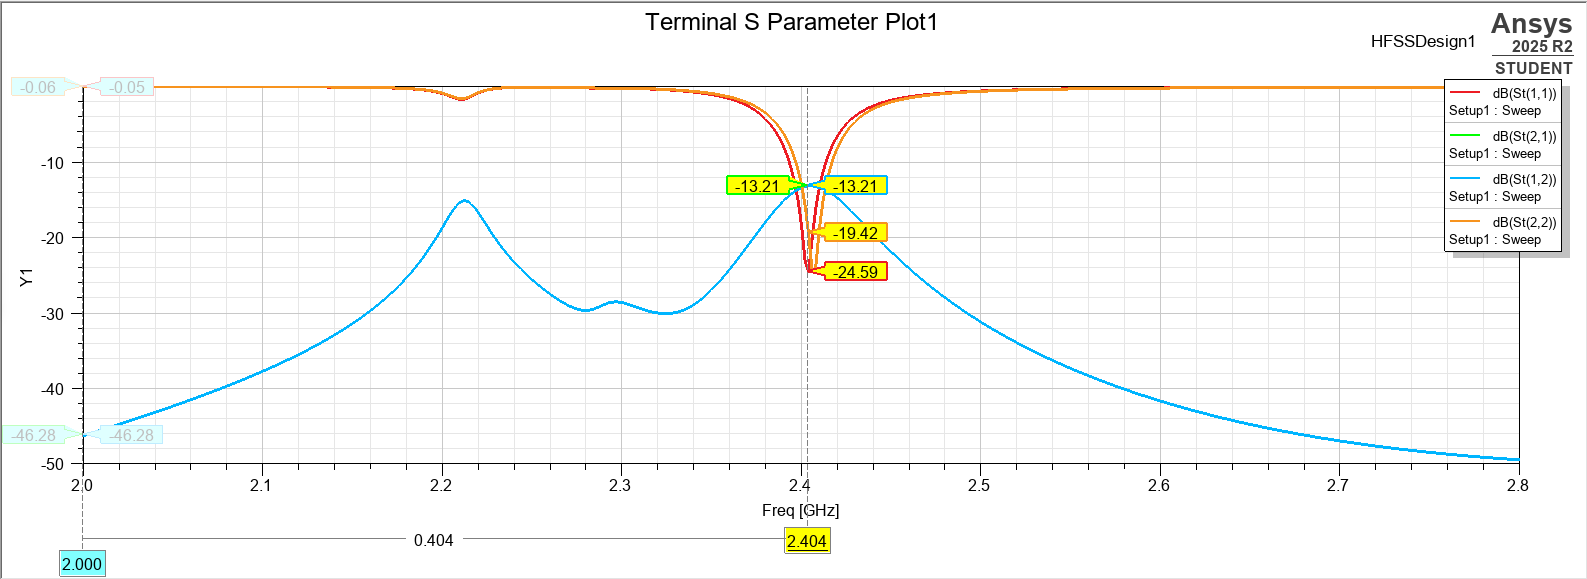 Terminal S Parameter Plot1
Ansys
2025 R2
STUDENT
HFSSDesign1
dB(St(1,1))
Setup1 : Sweep
dB(St(2,1))
Setup1 : Sweep
dB(St(1,2))
Setup1 : Sweep
dB(St(2,2))
Setup1 : Sweep
-0.06
-0.05
-10
-13.21
-13.21
-20
-19.42
-24.59
Y1
-30
-40
-46.28
-46.28
-50
2.0 2.1 2.2 2.3 2.4 2.5 2.6 2.7 2.8
Freq [GHz]
0.404
2.404
2.000